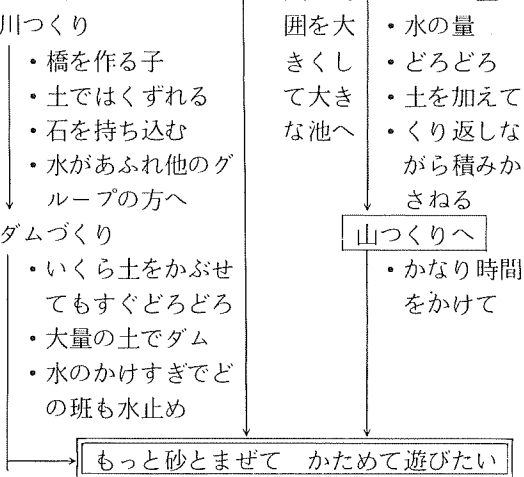 川つくり
・橋を作る子
・土ではくずれる
・石を持ち込む
・水があふれ他のグ
ループの方へ
ダムづくり
・いくら土をかぶせ
てもすぐどろどろ
・大量の土でダム
・水のかけすぎでど
の班も水止め
囲を大
きくし
て大き
な池へ
・水の量
・どろどろ
・土を加えて
・くり返しな
がら積みか
さねる
山つくりへ
・かなり時間
をかけて
もっと砂とまぜて　かためて遊びたい